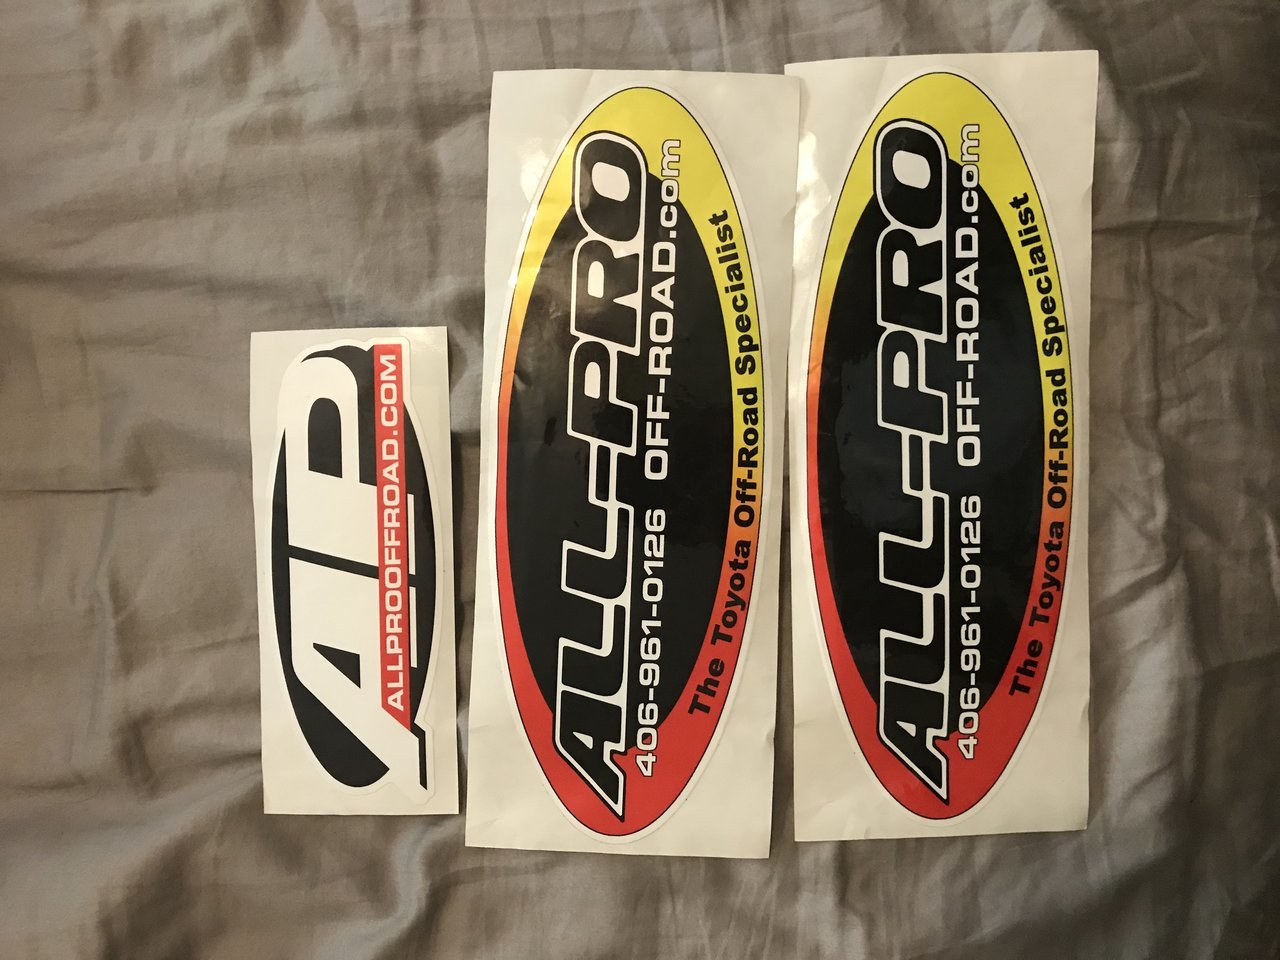 AP
ALLPROOFFROAD.COM
ALL-PRO
406-961-0126 OFF-ROAD.com
The Toyota Off-Road Specialist
ALL-PRO
406-961-0126 OFF-ROAD.com
The Toyota Off-Road Specialist